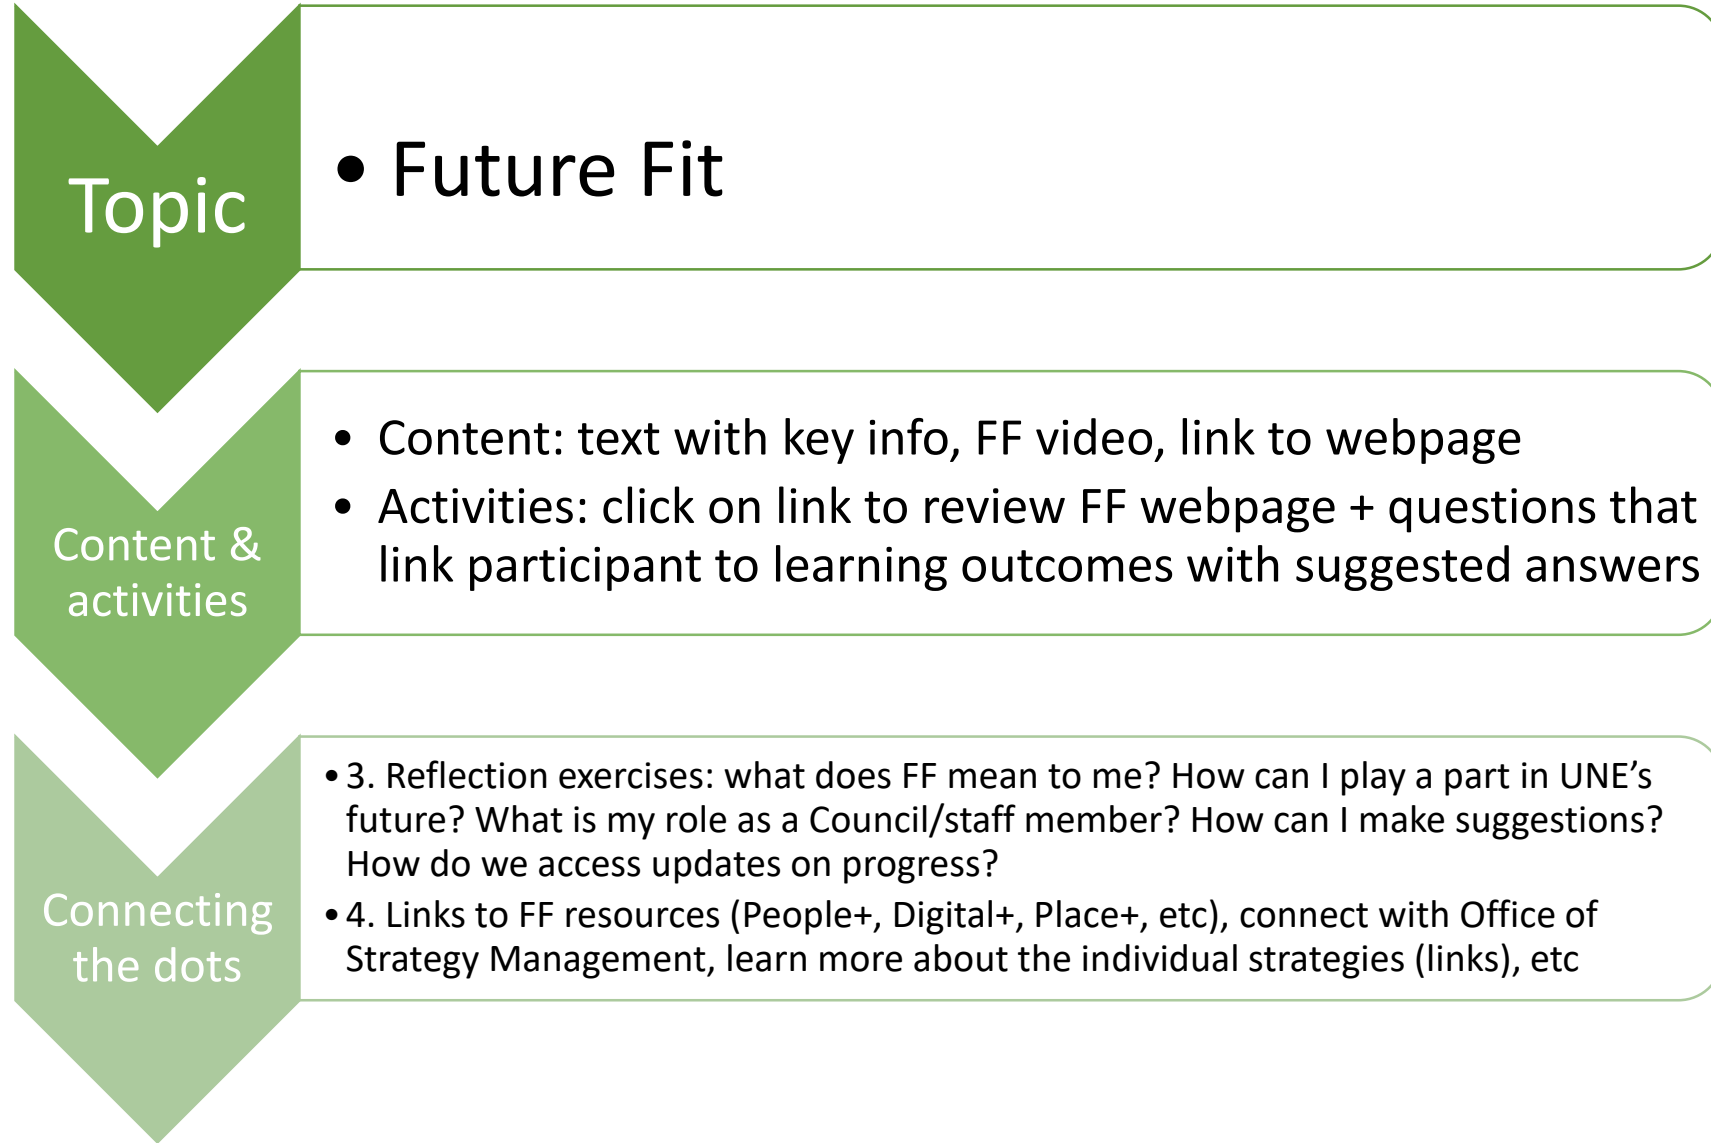 Topic
• Future Fit
Content &
activities
• Content: text with key info, FF video, link to webpage
• Activities: click on link to review FF webpage + questions that
link participant to learning outcomes with suggested answers
Connecting
the dots
• 3. Reflection exercises: what does FF mean to me? How can I play a part in UNE’s
future? What is my role as a Council/staff member? How can I make suggestions?
How do we access updates on progress?
• 4. Links to FF resources (People+, Digital+, Place+, etc), connect with Office of
Strategy Management, learn more about the individual strategies (links), etc